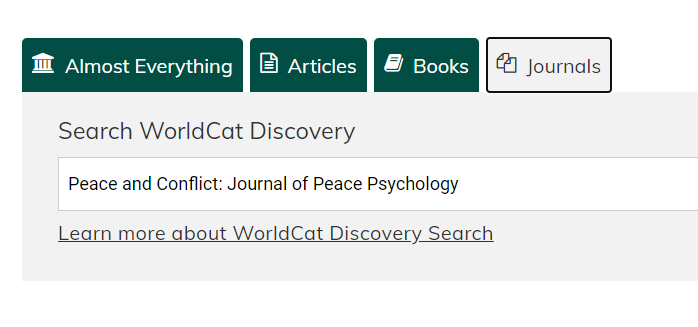 Almost Everything Articles Books Journals
Search WorldCat Discovery
Peace and Conflict: Journal of Peace Psychology
Learn more about WorldCat Discovery Search